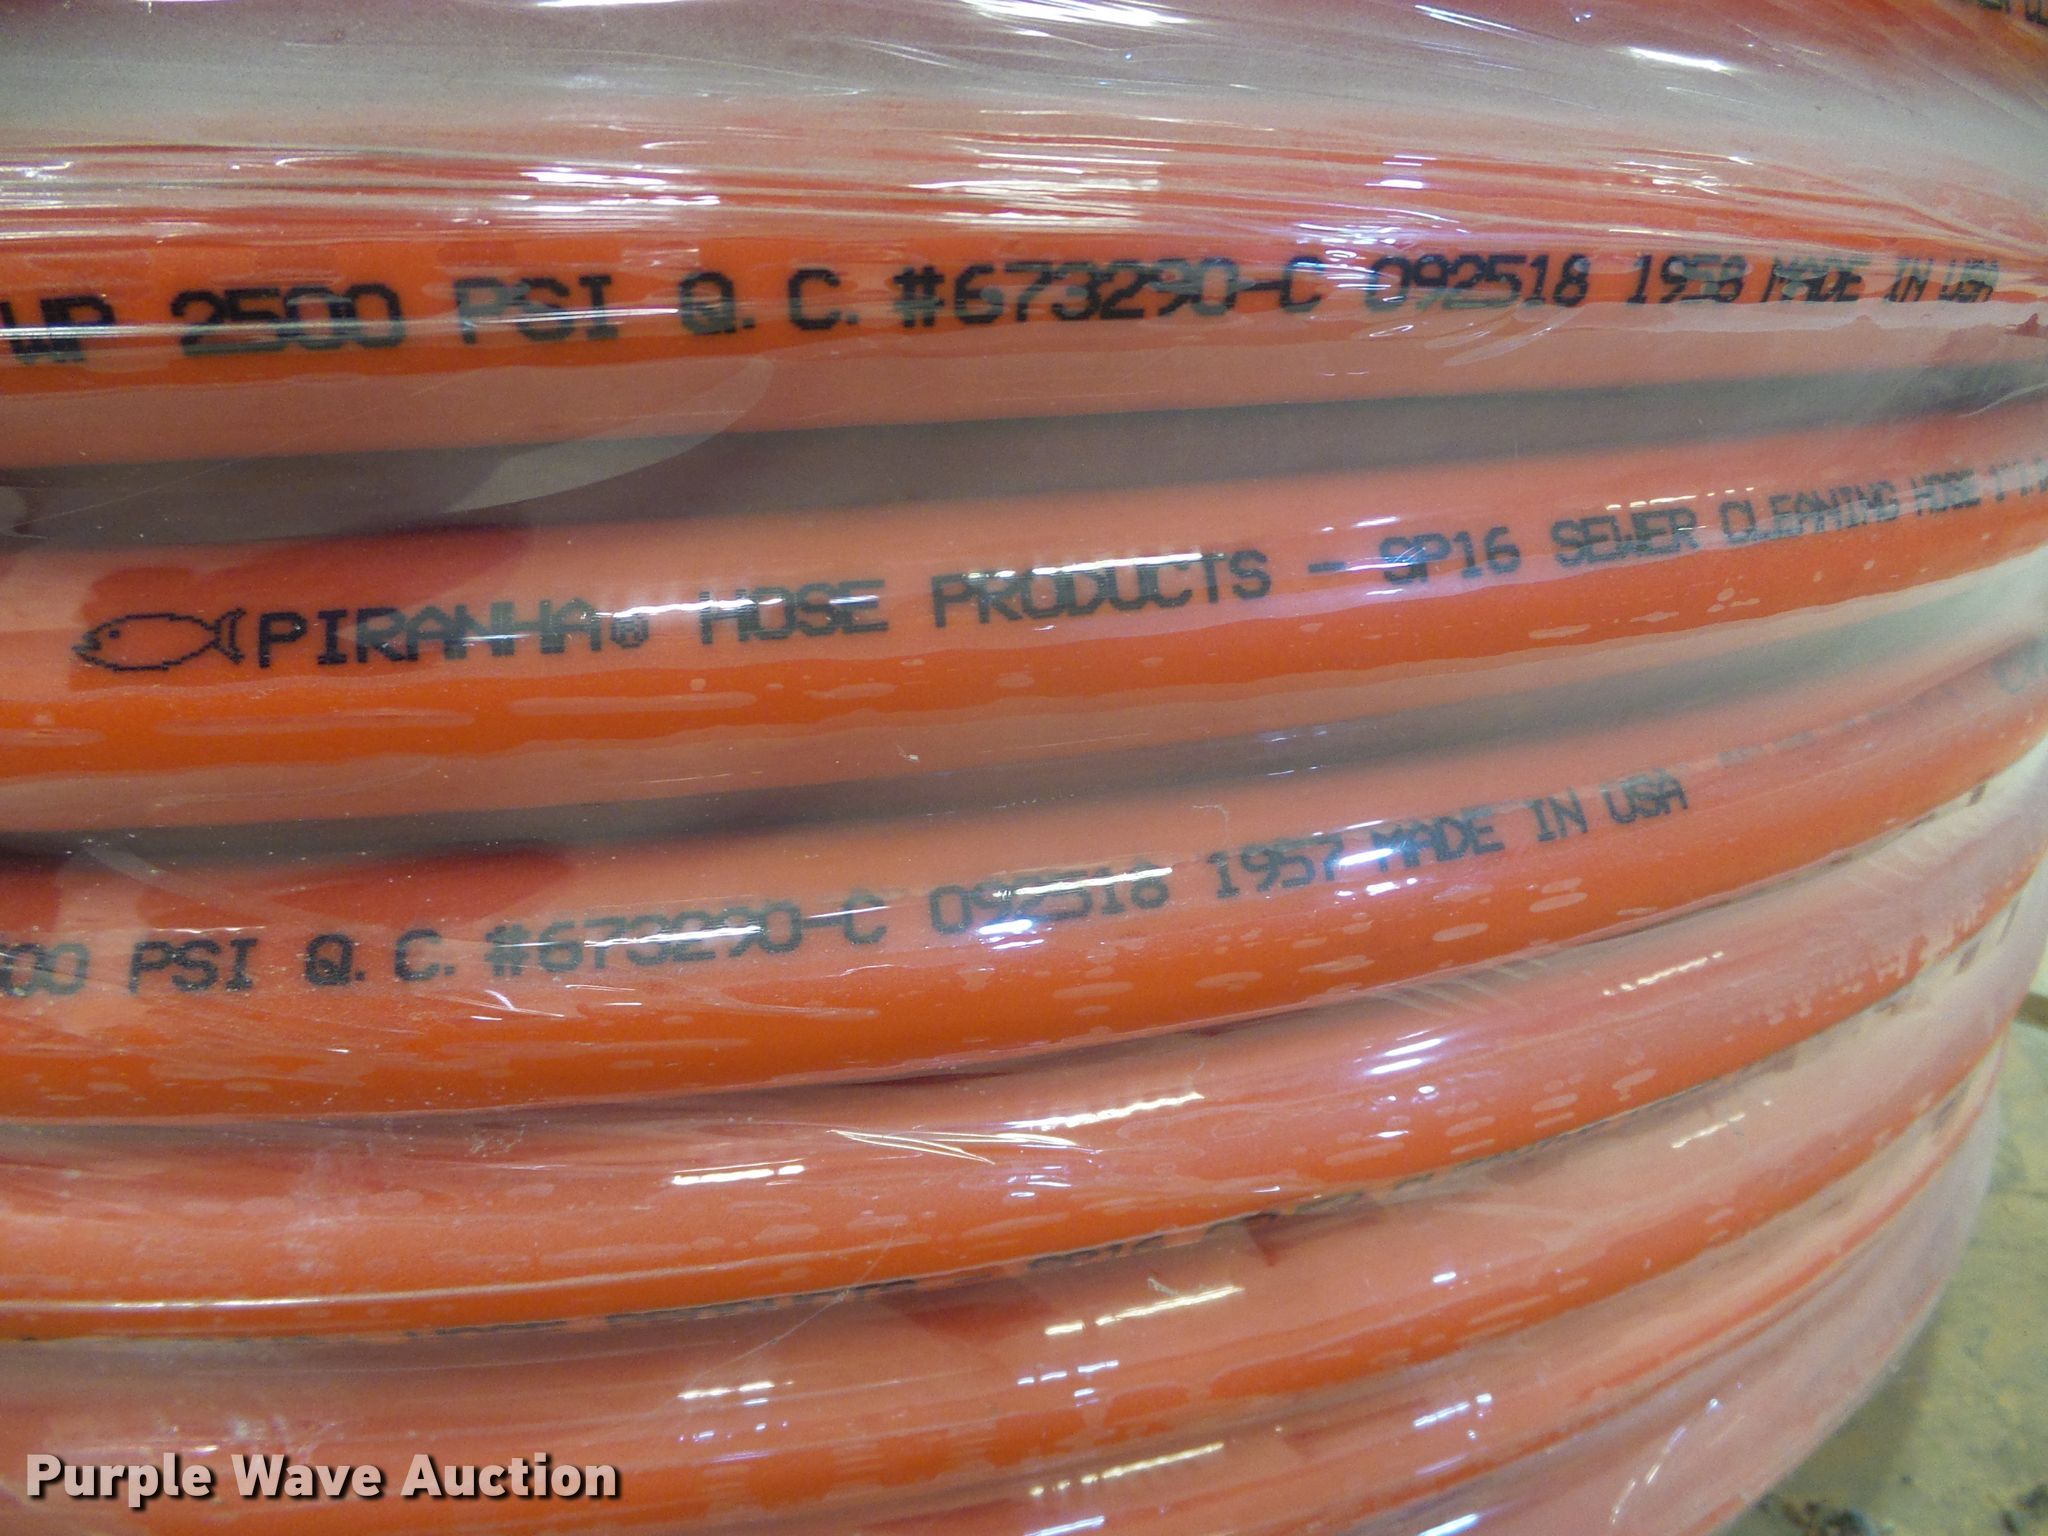 WP 2500 PSI Q.C. #673290-C 092518 1958 MADE IN USA
PIRANHA® HOSE PRODUCTS - SP16 SEWER CLEANING HOSE
00 PSI Q.C. #673290-C 092518 1957 MADE IN USA
Purple Wave Auction